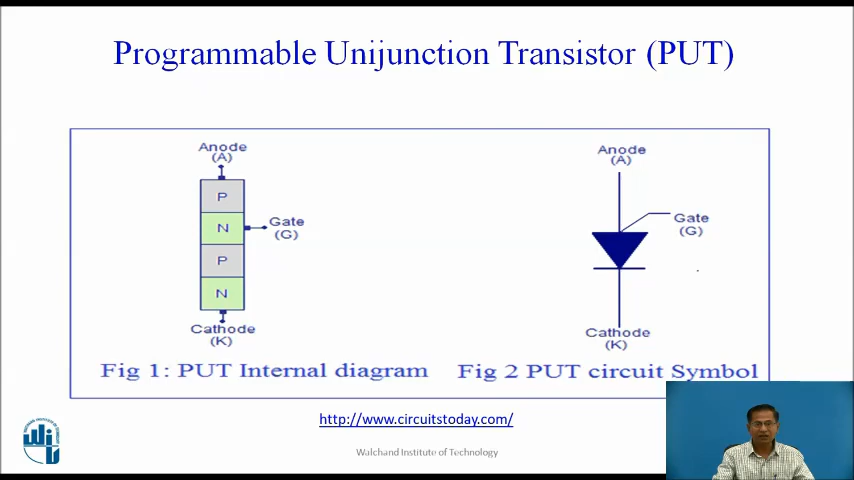 Programmable Unijunction Transistor (PUT)
Anode
(A)
P
N
P
N
Gate
(G)
Cathode
(K)
Fig 1: PUT Internal diagram
Anode
(A)
Gate
(G)
Cathode
(K)
Fig 2 PUT circuit Symbol
http://www.circuitstoday.com/
Walchand Institute of Technology